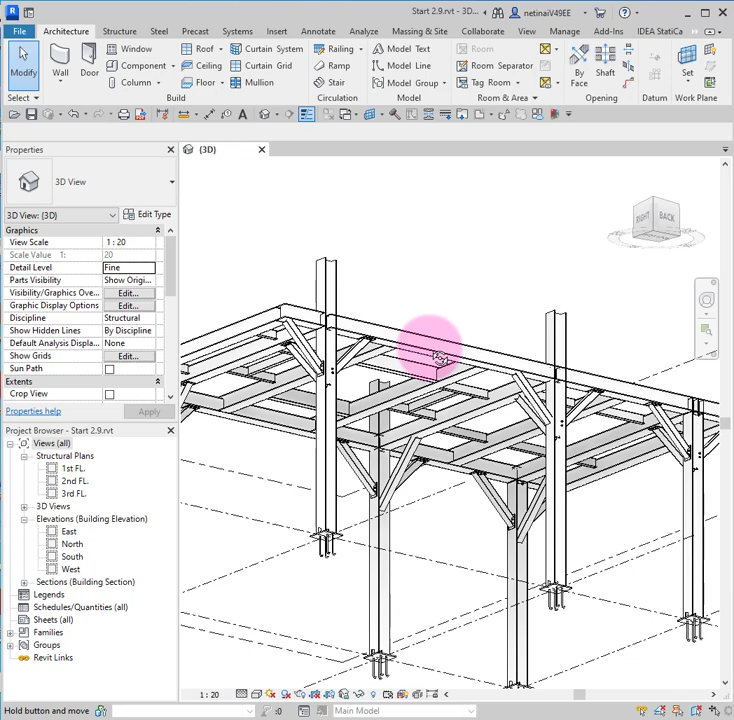 Start 2.9.rvt
netinaiV49EE
File
Architecture
Structure
Steel
Precast
Systems
Insert
Annotate
Analyze
Massing & Site
Collaborate
View
Manage
Add-Ins
IDEA StatiCa
Modify
Wall
Door
Window
Component
Column
Roof
Ceiling
Floor
Curtain System
Curtain Grid
Mullion
Railing
Ramp
Stair
Model Text
Model Line
Model Group
Room
Room Separator
Tag Room
By
Face
Shaft
Set
Select
Build
Circulation
Model
Room & Area
Opening
Datum
Work Plane
Properties
{3D}
3D View
3D View: {3D}
Edit Type
Graphics
View Scale 1 : 20
Scale Value 1: 20
Detail Level Fine
Parts Visibility Show Origi...
Visibility/Graphics Ove... Edit...
Graphic Display Options Edit...
Discipline Structural
Show Hidden Lines By Discipline
Default Analysis Displa... None
Show Grids Edit...
Sun Path
Extents
Crop View
Properties help
Apply
RIGHT
BACK
Project Browser - Start 2.9.rvt
Views (all)
Structural Plans
1st FL.
2nd FL.
3rd FL.
3D Views
Elevations (Building Elevation)
East
North
South
West
Sections (Building Section)
Legends
Schedules/Quantities (all)
Sheets (all)
Families
Groups
Revit Links
1 : 20
Hold button and move
:0
Main Model